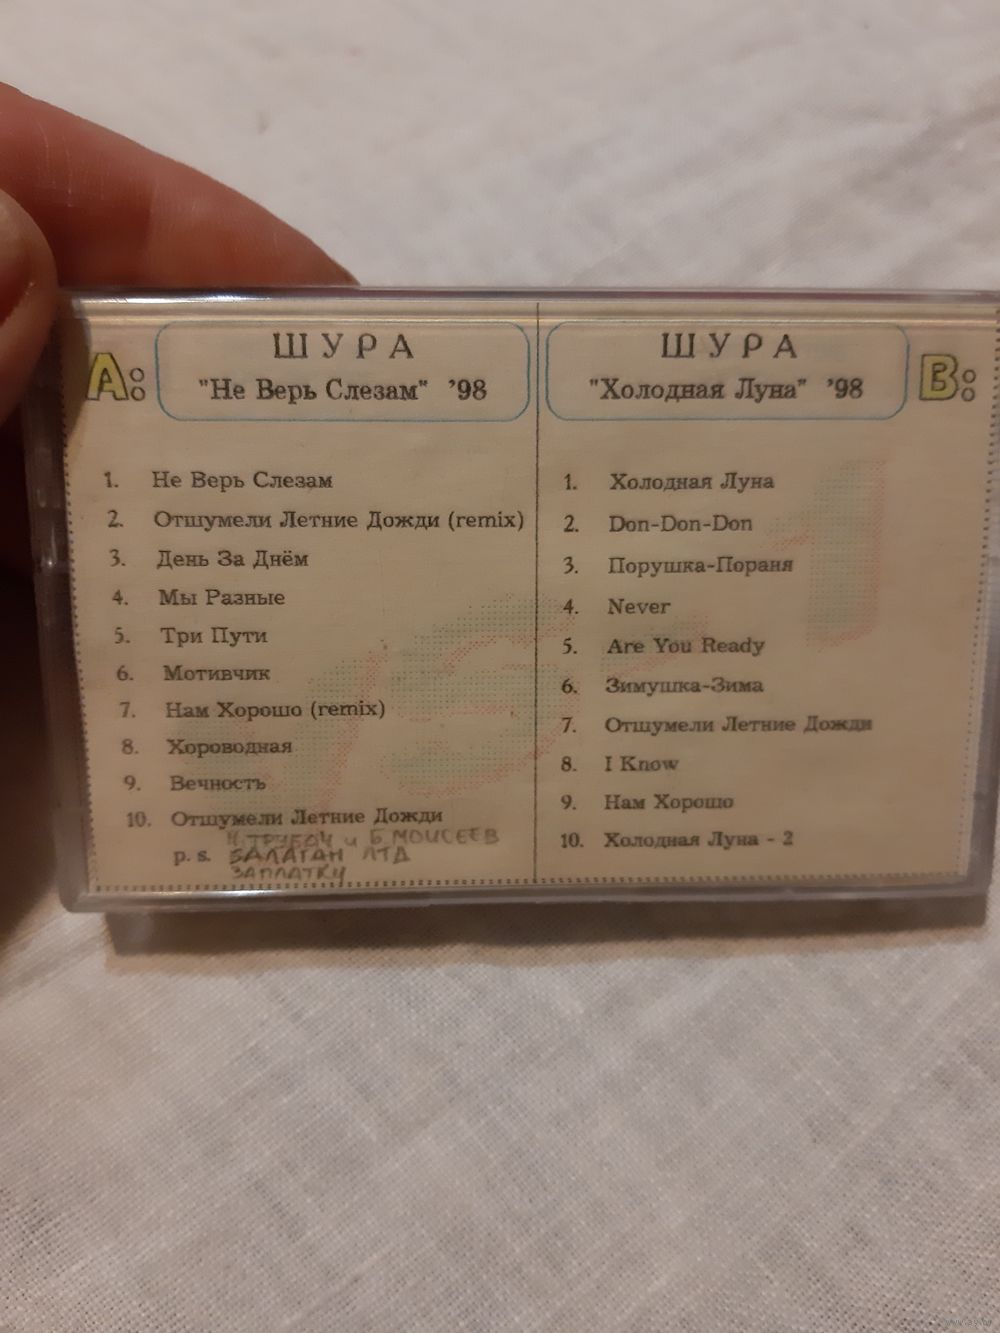 A:
ШУРА
"Не Верь Слезам" '98
1. Не Верь Слезам
2. Отшумели Летние Дожди (remix)
3. День За Днём
4. Мы Разные
5. Три Пути
6. Мотивчик
7. Нам Хорошо (remix)
8. Хороводная
9. Вечность
10. Отшумели Летние Дожди
Н.ТРУБАЧ и Б.МОИСЕЕВ
p. s. БАЛАГАН ЛТД
ЗАПЛАТКИ
B:
ШУРА
"Холодная Луна" '98
1. Холодная Луна
2. Don-Don-Don
3. Порушка-Пораня
4. Never
5. Are You Ready
6. Зимушка-Зима
7. Отшумели Летние Дожди
8. I Know
9. Нам Хорошо
10. Холодная Луна - 2